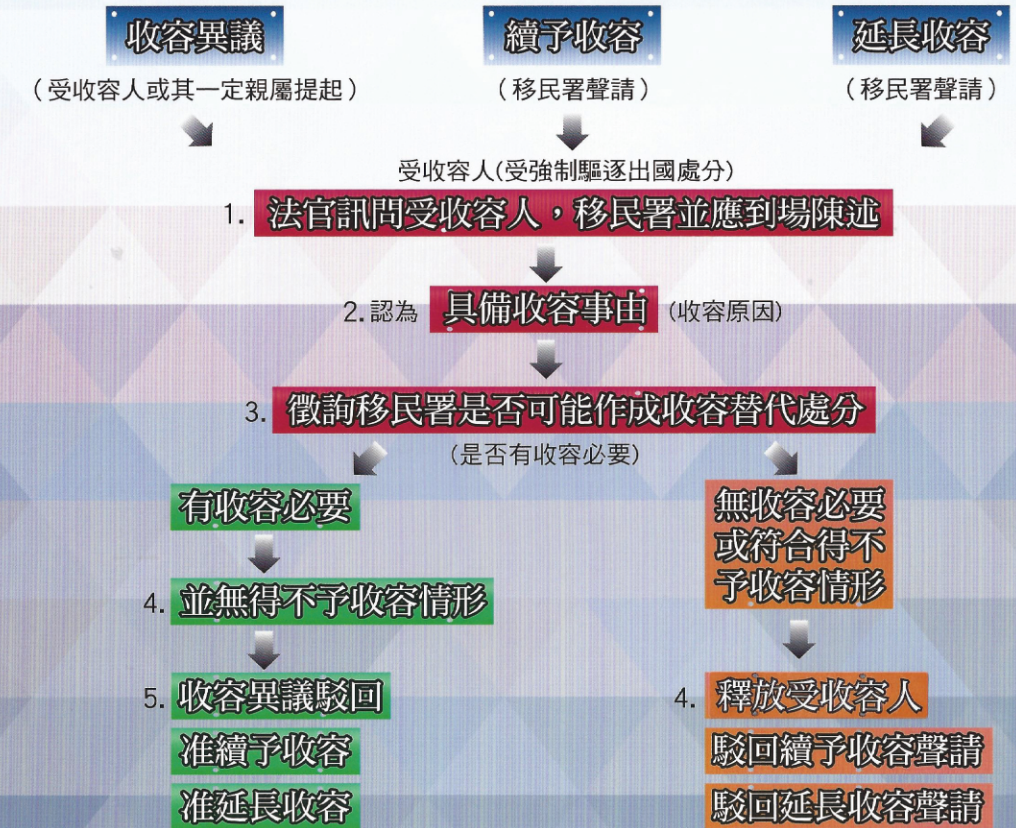 收容異議
續予收容
延長收容
（受收容人或其一定親屬提起）
（移民署聲請）
（移民署聲請）
受收容人(受強制驅逐出國處分)
1. 法官訊問受收容人，移民署並應到場陳述
2. 認為 具備收容事由 (收容原因)
3. 徵詢移民署是否可能作成收容替代處分
(是否有收容必要)
有收容必要
4. 並無得不予收容情形
5. 收容異議駁回
准續予收容
准延長收容
無收容必要
或符合得不
予收容情形
4. 釋放受收容人
駁回續予收容聲請
駁回延長收容聲請